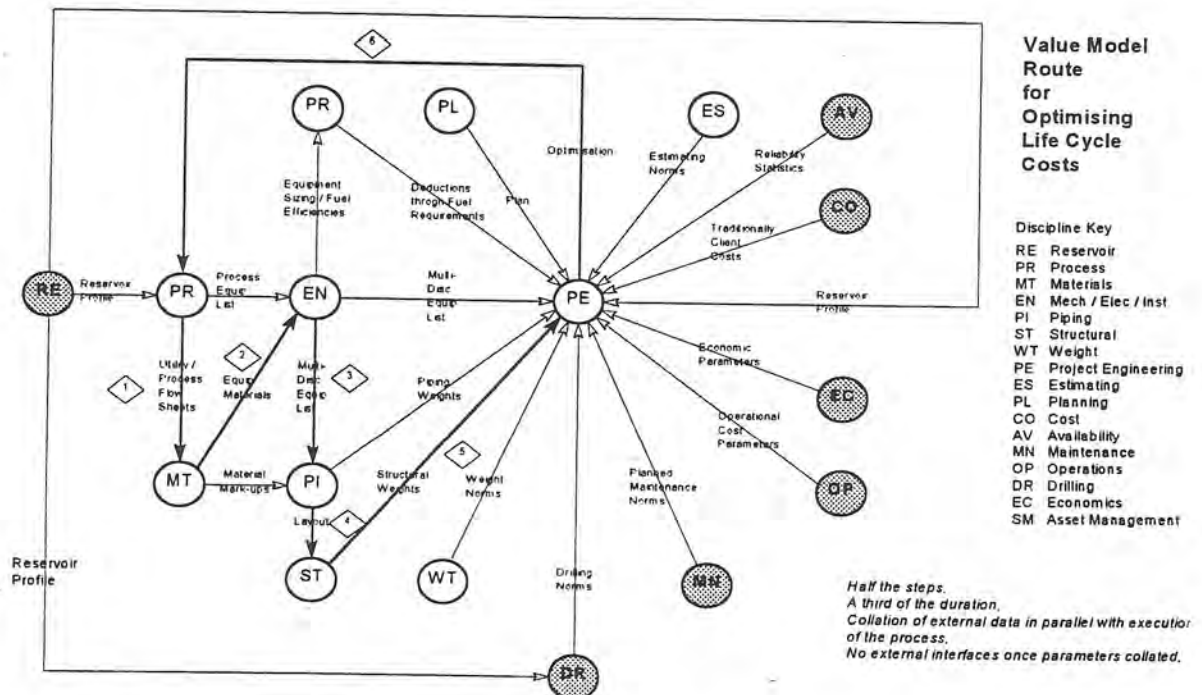 6
Value Model
Route
for
Optimising
Life Cycle
Costs
PR
PL
ES
AV
Optimisation
Estimating
Norms
Reliability
Statistics
Equipment
Sizing / Fuel
Efficiencies
Deductions
throgh Fuel
Requirements
Plan
CO
Traditionally
Client
Costs
RE
Reservoir
Profile
PR
Process
Equip
List
EN
Multi-
Disc
Equip
List
PE
Reservoir
Profile
1
Utility /
Process
Flow
Sheets
2
Equip
Materials
Multi-
Disc
Equip
List
3
Piping
Weights
Economic
Parameters
EC
Operational
Cost
Parameters
MT
Material
Mark-ups
PI
Structural
Weights
5
Weight
Norms
Planned
Maintenance
Norms
OP
Layout
4
ST
WT
Drilling
Norms
MN
Reservoir
Profile
DR
Discipline Key
RE Reservoir
PR Process
MT Materials
EN Mech / Elec / Inst
PI Piping
ST Structural
WT Weight
PE Project Engineering
ES Estimating
PL Planning
CO Cost
AV Availability
MN Maintenance
OP Operations
DR Drilling
EC Economics
SM Asset Management
Half the steps.
A third of the duration.
Collation of external data in parallel with executior
of the process.
No external interfaces once parameters collated.